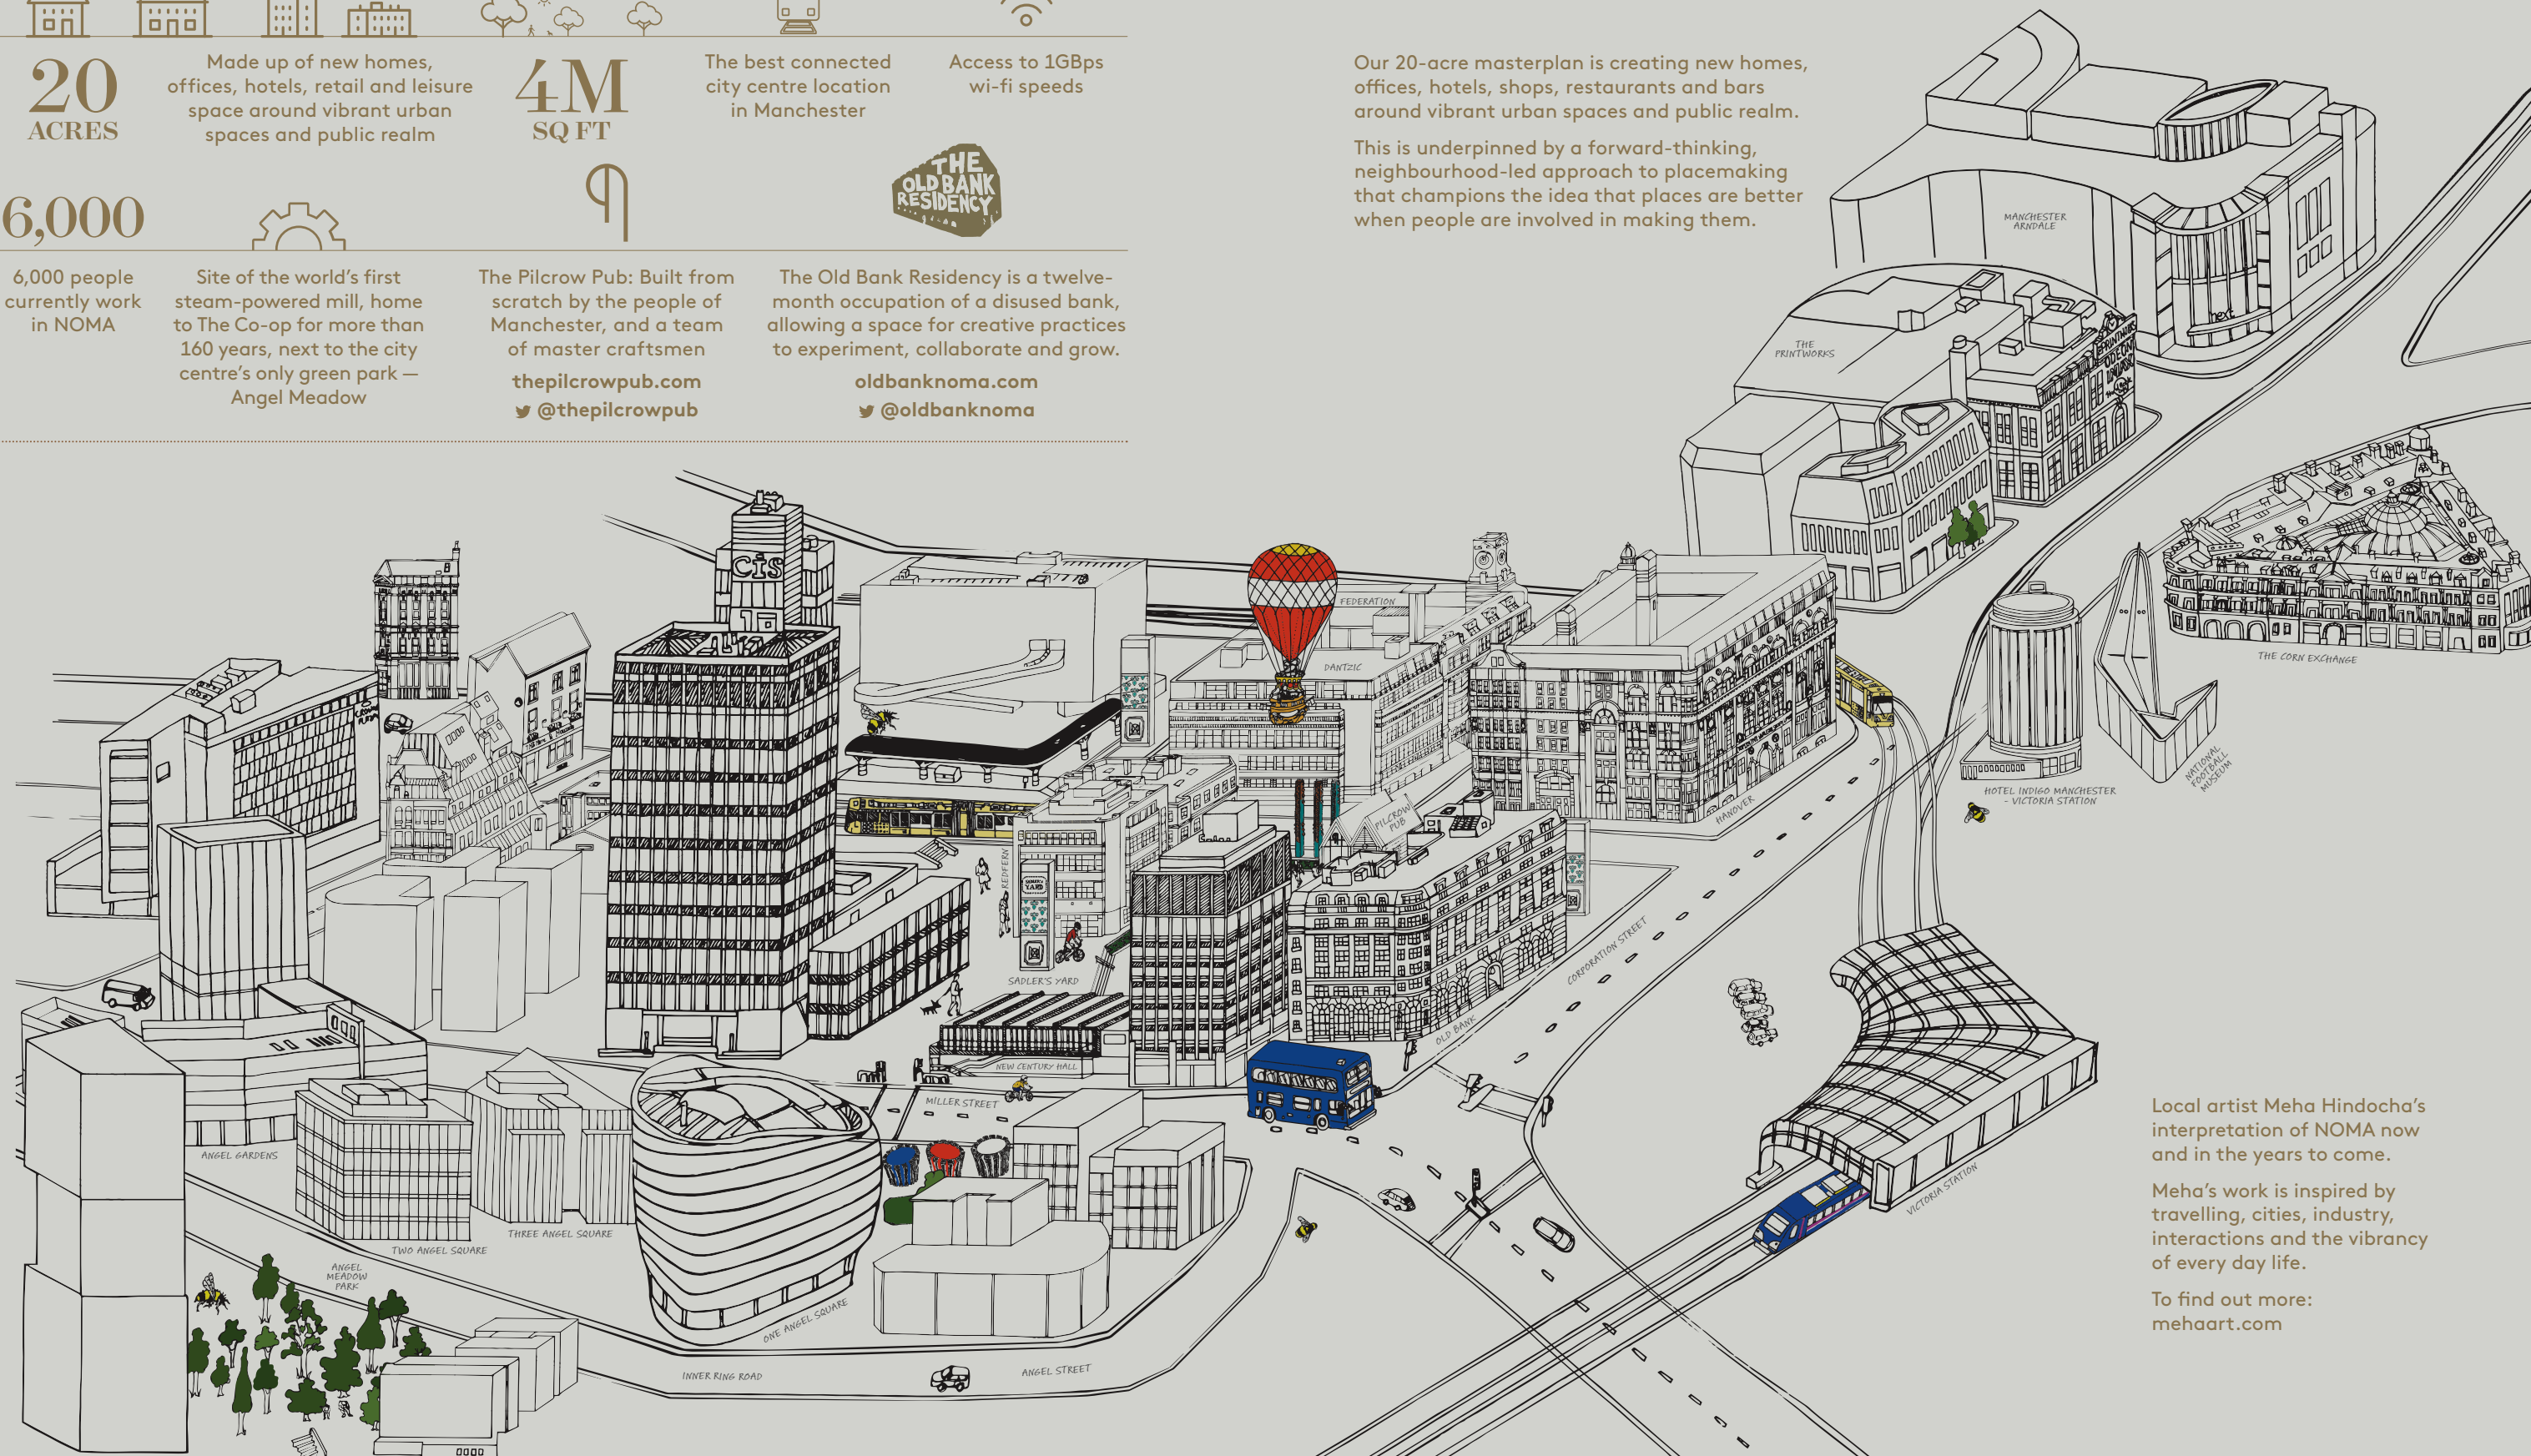 20
ACRES
Made up of new homes,
offices, hotels, retail and leisure
space around vibrant urban
spaces and public realm
4M
SQ FT
The best connected
city centre location
in Manchester
Access to 1GBps
wi-fi speeds
6,000
6,000 people
currently work
in NOMA
Site of the world’s first
steam-powered mill, home
to The Co-op for more than
160 years, next to the city
centre’s only green park —
Angel Meadow
The Pilcrow Pub: Built from
scratch by the people of
Manchester, and a team
of master craftsmen
thepilcrowpub.com
@thepilcrowpub
THE
OLD BANK
RESIDENCY
The Old Bank Residency is a twelve-
month occupation of a disused bank,
allowing a space for creative practices
to experiment, collaborate and grow.
oldbanknoma.com
@oldbanknoma
Our 20-acre masterplan is creating new homes,
offices, hotels, shops, restaurants and bars
around vibrant urban spaces and public realm.
This is underpinned by a forward-thinking,
neighbourhood-led approach to placemaking
that champions the idea that places are better
when people are involved in making them.
MANCHESTER
ARNDALE
next
THE
PRINTWORKS
PRINTWORKS
ODEON
IMAX
THE CORN EXCHANGE
CIS
FEDERATION
DANTZIC
CROWNE
PLAZA
NATIONAL
FOOTBALL
MUSEUM
HOTEL INDIGO MANCHESTER
- VICTORIA STATION
HANOVER
PILCROW
PUB
REDFERN
SADLER'S
YARD
SADLER'S YARD
CORPORATION STREET
OLD BANK
NEW CENTURY HALL
MILLER STREET
ANGEL GARDENS
TWO ANGEL SQUARE
THREE ANGEL SQUARE
ANGEL
MEADOW
PARK
ONE ANGEL SQUARE
INNER RING ROAD
ANGEL STREET
VICTORIA STATION
Local artist Meha Hindocha’s
interpretation of NOMA now
and in the years to come.
Meha’s work is inspired by
travelling, cities, industry,
interactions and the vibrancy
of every day life.
To find out more:
mehaart.com